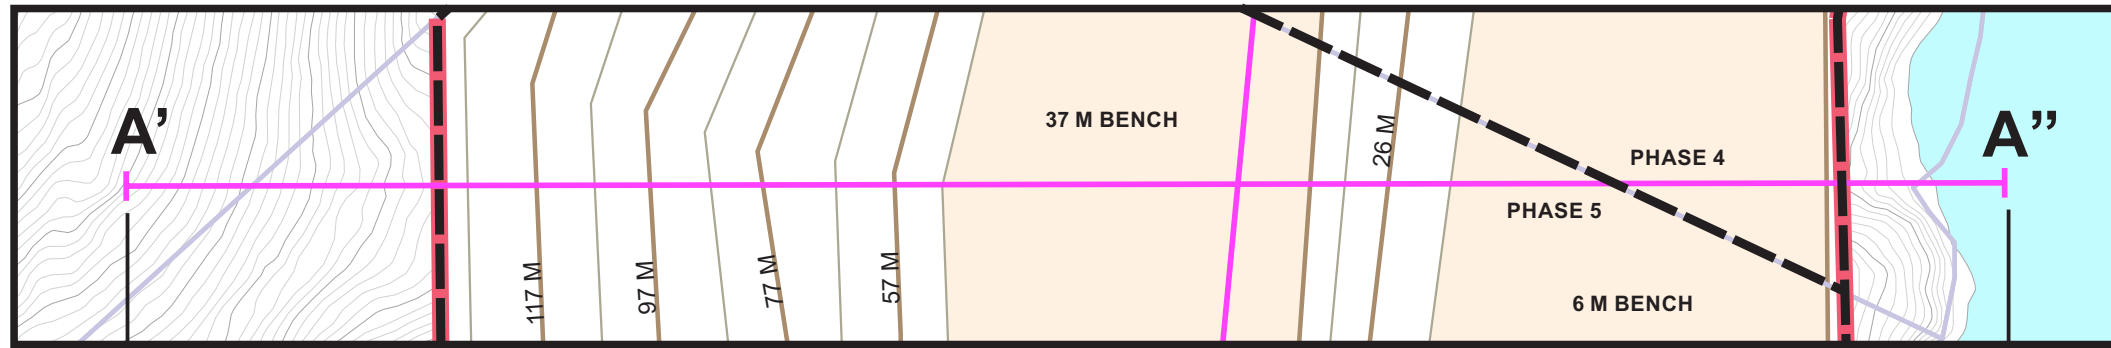 A’
A”
37 M BENCH
26 M
PHASE 4
PHASE 5
117 M
97 M
77 M
57 M
6 M BENCH